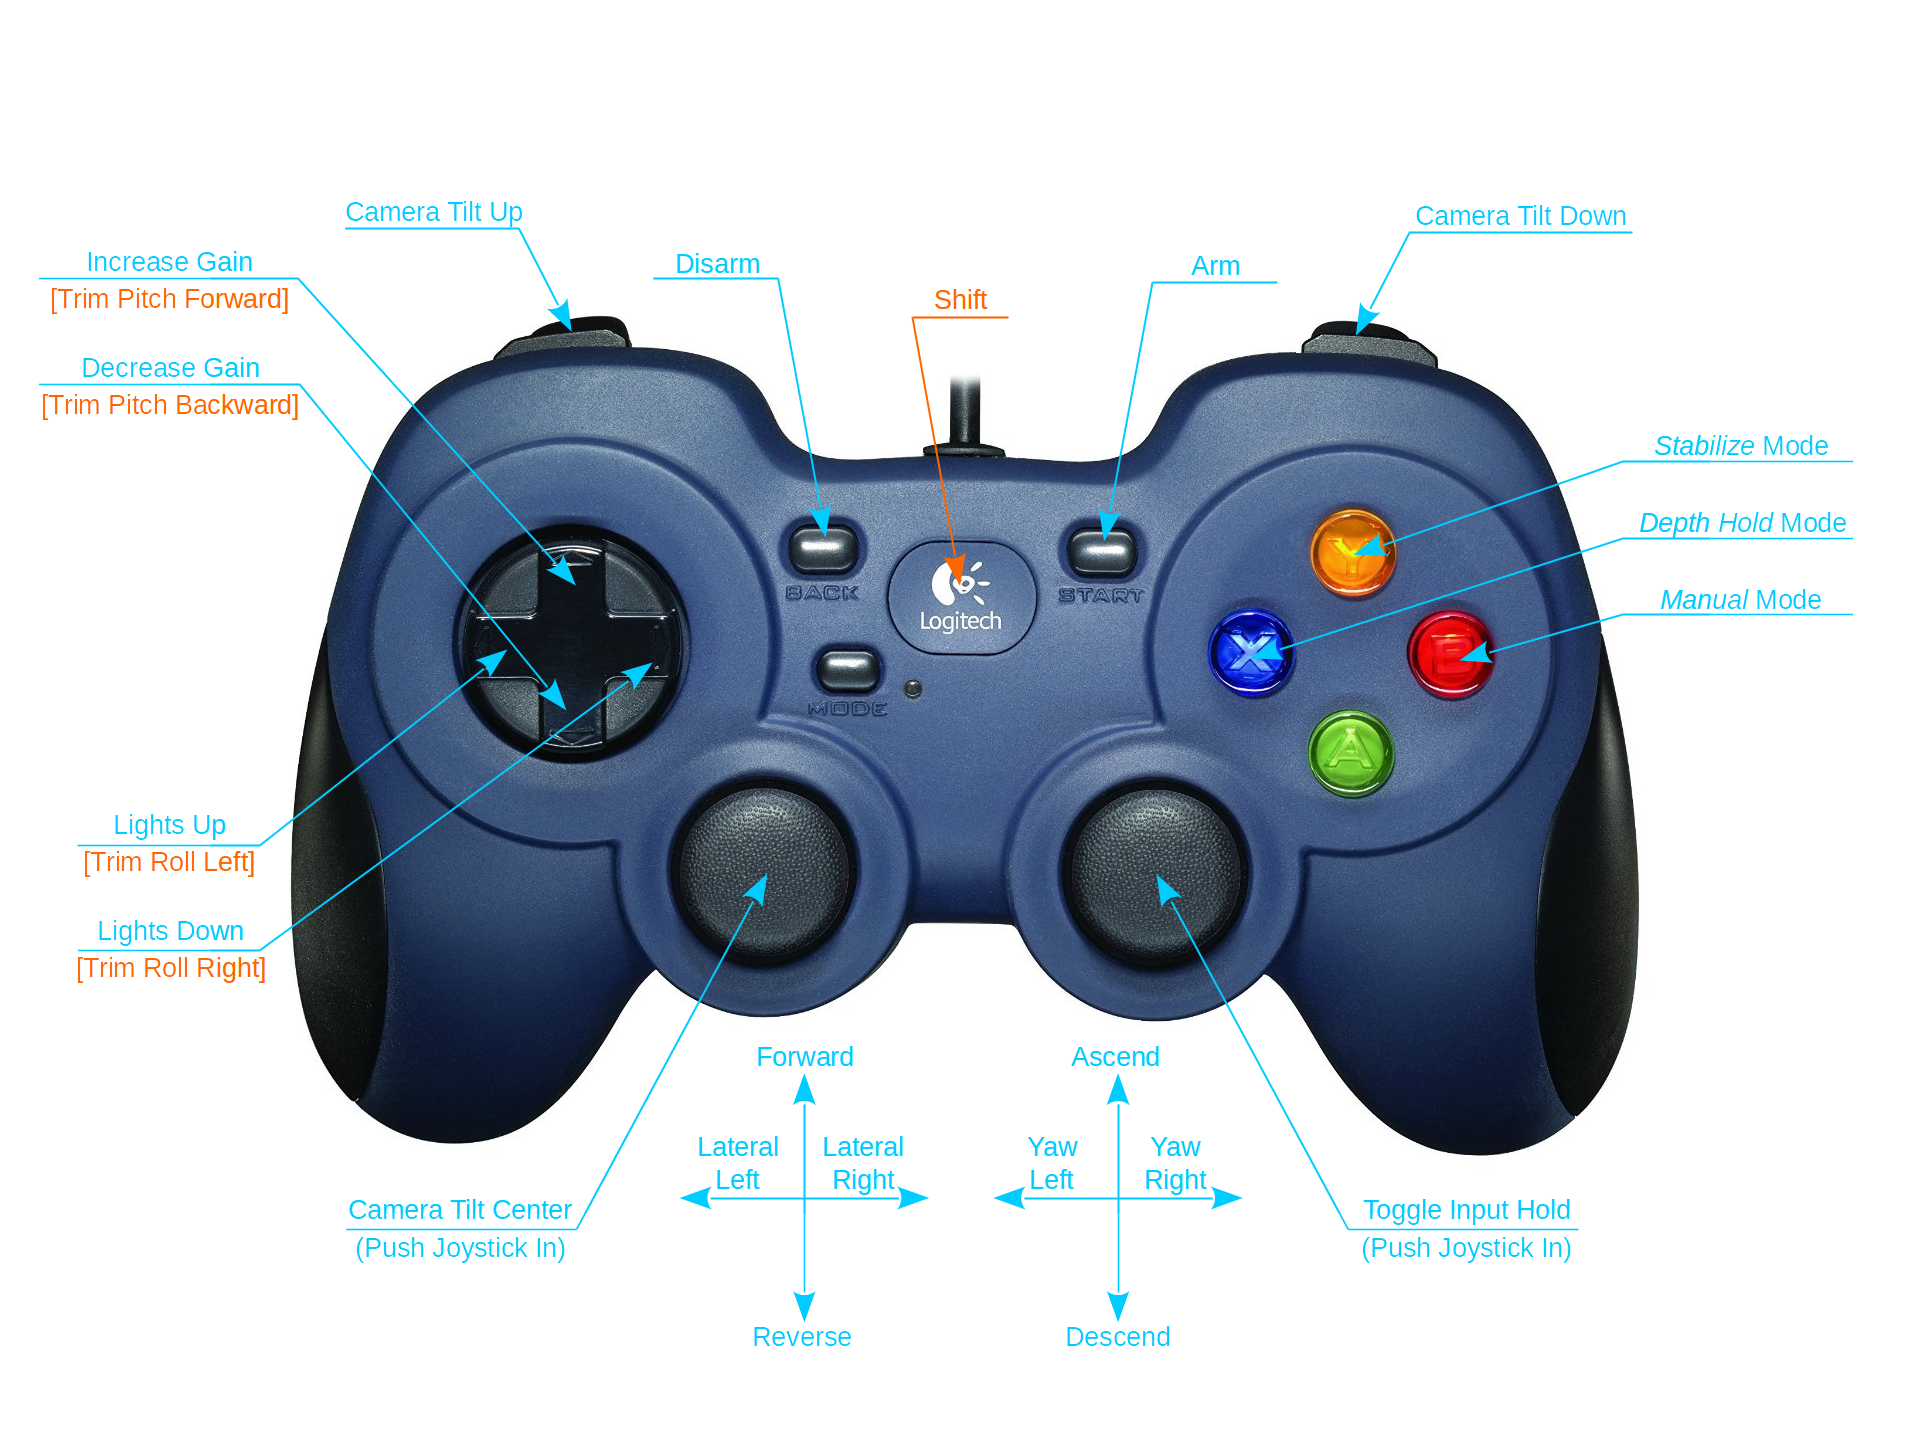 Camera Tilt Up
Camera Tilt Down
Increase Gain
[Trim Pitch Forward]
Disarm
Arm
Shift
Decrease Gain
[Trim Pitch Backward]
Stabilize Mode
Depth Hold Mode
Manual Mode
Y
BACK
START
Logitech
X
B
MODE
A
Lights Up
[Trim Roll Left]
Lights Down
[Trim Roll Right]
Forward
Ascend
Lateral
Left
Lateral
Right
Yaw
Left
Yaw
Right
Camera Tilt Center
(Push Joystick In)
Toggle Input Hold
(Push Joystick In)
Reverse
Descend